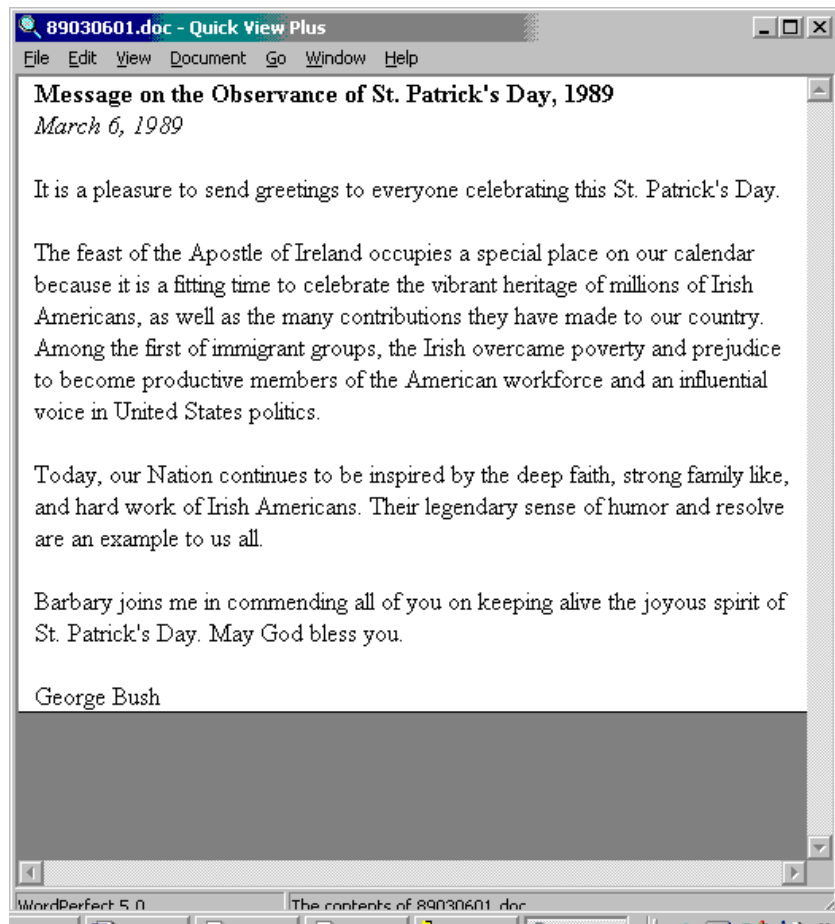 89030601.doc - Quick View Plus
File Edit View Document Go Window Help
Message on the Observance of St. Patrick's Day, 1989
March 6, 1989
It is a pleasure to send greetings to everyone celebrating this St. Patrick's Day.
The feast of the Apostle of Ireland occupies a special place on our calendar
because it is a fitting time to celebrate the vibrant heritage of millions of Irish
Americans, as well as the many contributions they have made to our country.
Among the first of immigrant groups, the Irish overcame poverty and prejudice
to become productive members of the American workforce and an influential
voice in United States politics.
Today, our Nation continues to be inspired by the deep faith, strong family like,
and hard work of Irish Americans. Their legendary sense of humor and resolve
are an example to us all.
Barbary joins me in commending all of you on keeping alive the joyous spirit of
St. Patrick's Day. May God bless you.
George Bush
WordPerfect 5.0 The contents of 89030601.doc